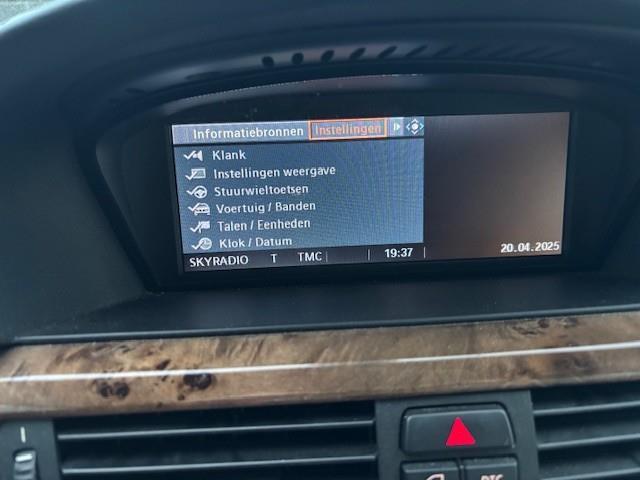 Informatiebronnen Instellingen
Klank
Instellingen weergave
Stuurwieltoetsen
Voertuig / Banden
Talen / Eenheden
Klok / Datum
SKYRADIO T TMC 19:37 20.04.2025
DTC